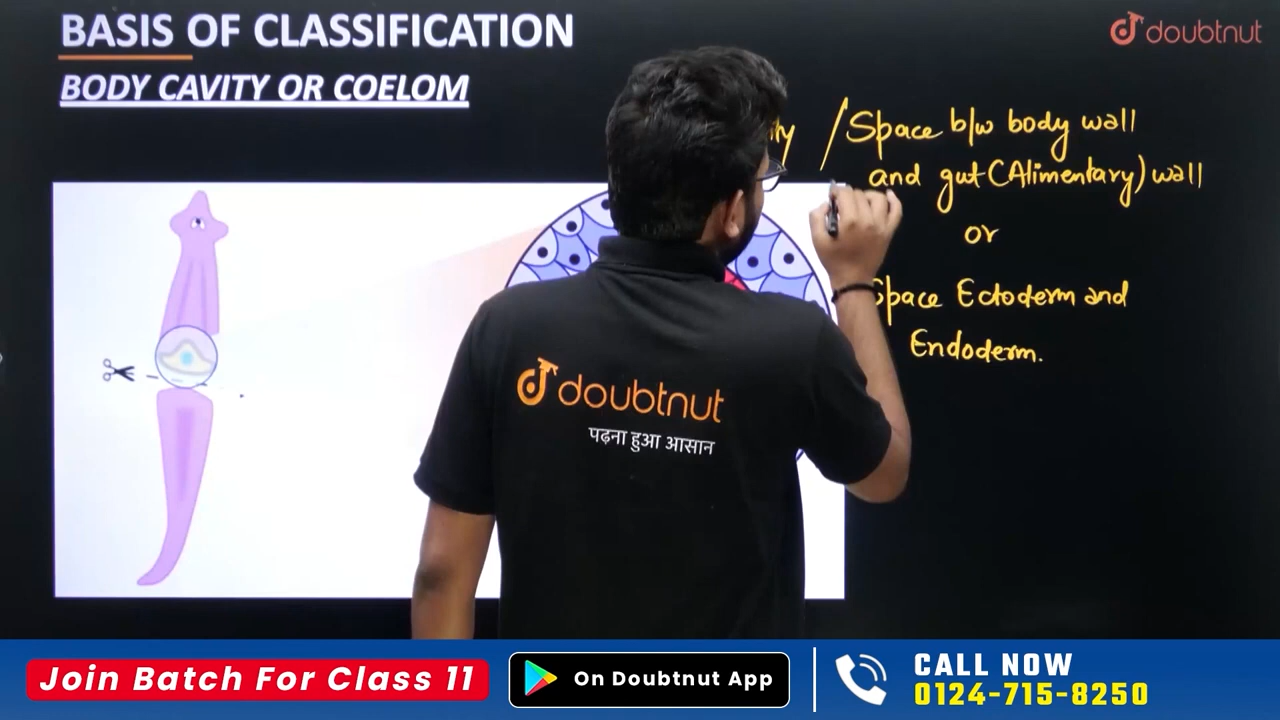 BASIS OF CLASSIFICATION
BODY CAVITY OR COELOM
doubtnut
/Space b/w body wall
and gut (Alimentary) wall
or
Space Ectoderm and
Endoderm.
doubtnut
पढ़ना हुआ आसान
Join Batch For Class 11
On Doubtnut App
CALL NOW
0124-715-8250